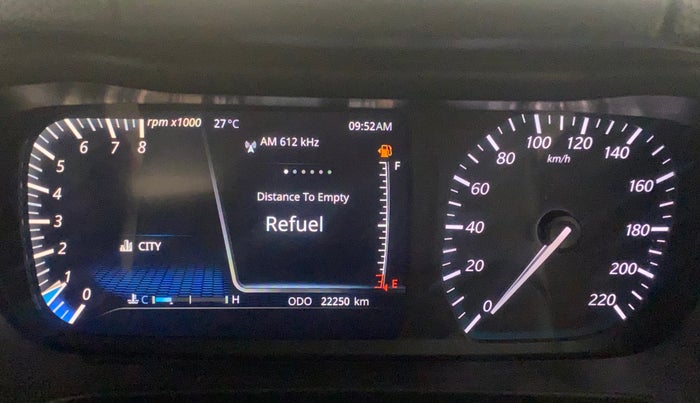 rpm x1000 27°C 09:52AM
AM 612 kHz
Distance To Empty
Refuel
CITY
0 1 2 3 4 5 6 7 8
F
E
C H ODO 22250 km
0 20 40 60 80 100 120 140 160 180 200 220
km/h